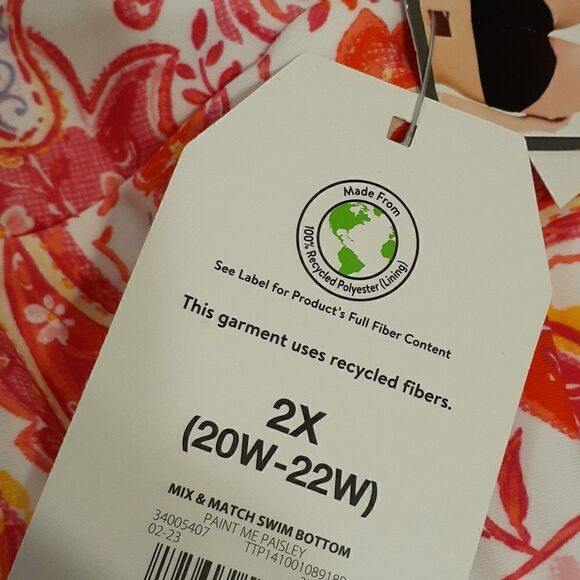 Made From
100% Recycled Polyester (Lining)
See Label for Product's Full Fiber Content
This garment uses recycled fibers.
2X
(20W-22W)
MIX & MATCH SWIM BOTTOM
34005407
PAINT ME PAISLEY
02-23